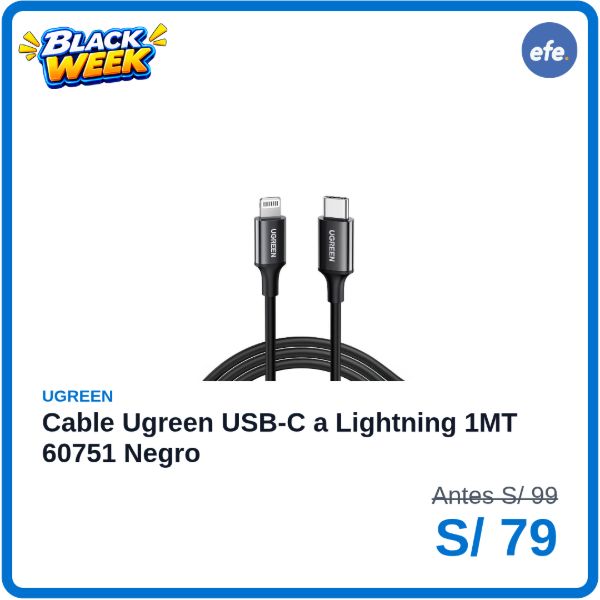 BLACK
WEEK
efe.
UGREEN
UGREEN
UGREEN
Cable Ugreen USB-C a Lightning 1MT
60751 Negro
Antes S/ 99
S/ 79